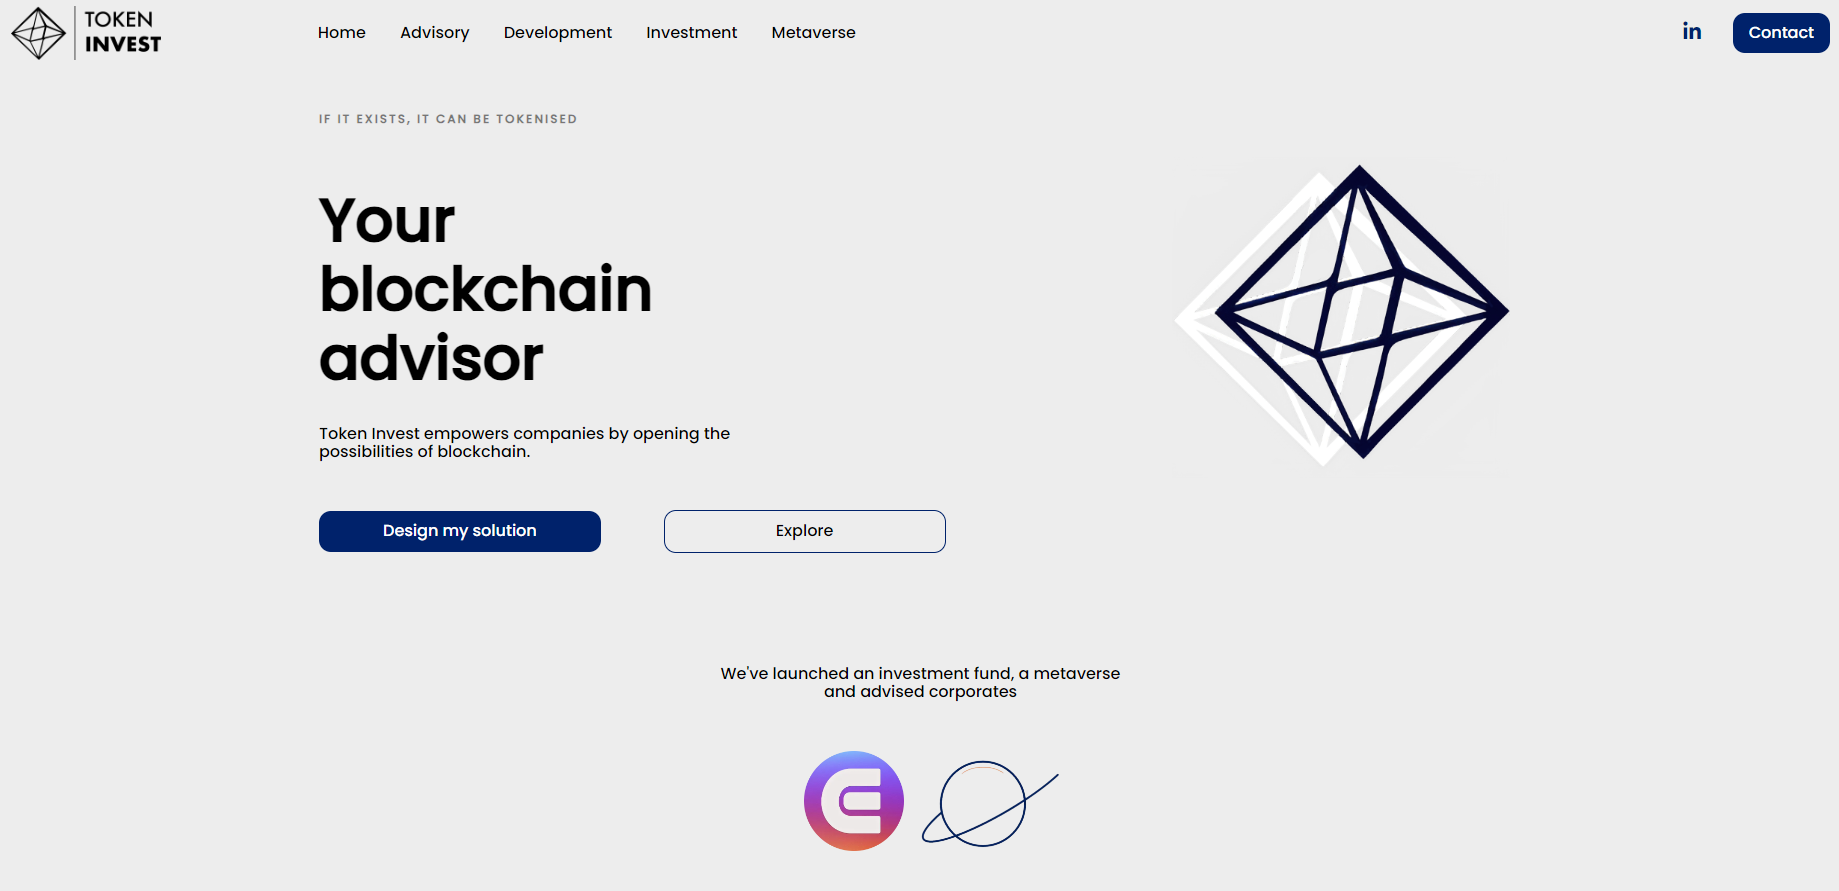 TOKEN
INVEST
Home Advisory Development Investment Metaverse
in
Contact
IF IT EXISTS, IT CAN BE TOKENISED
Your
blockchain
advisor
Token Invest empowers companies by opening the
possibilities of blockchain.
Design my solution
Explore
We've launched an investment fund, a metaverse
and advised corporates